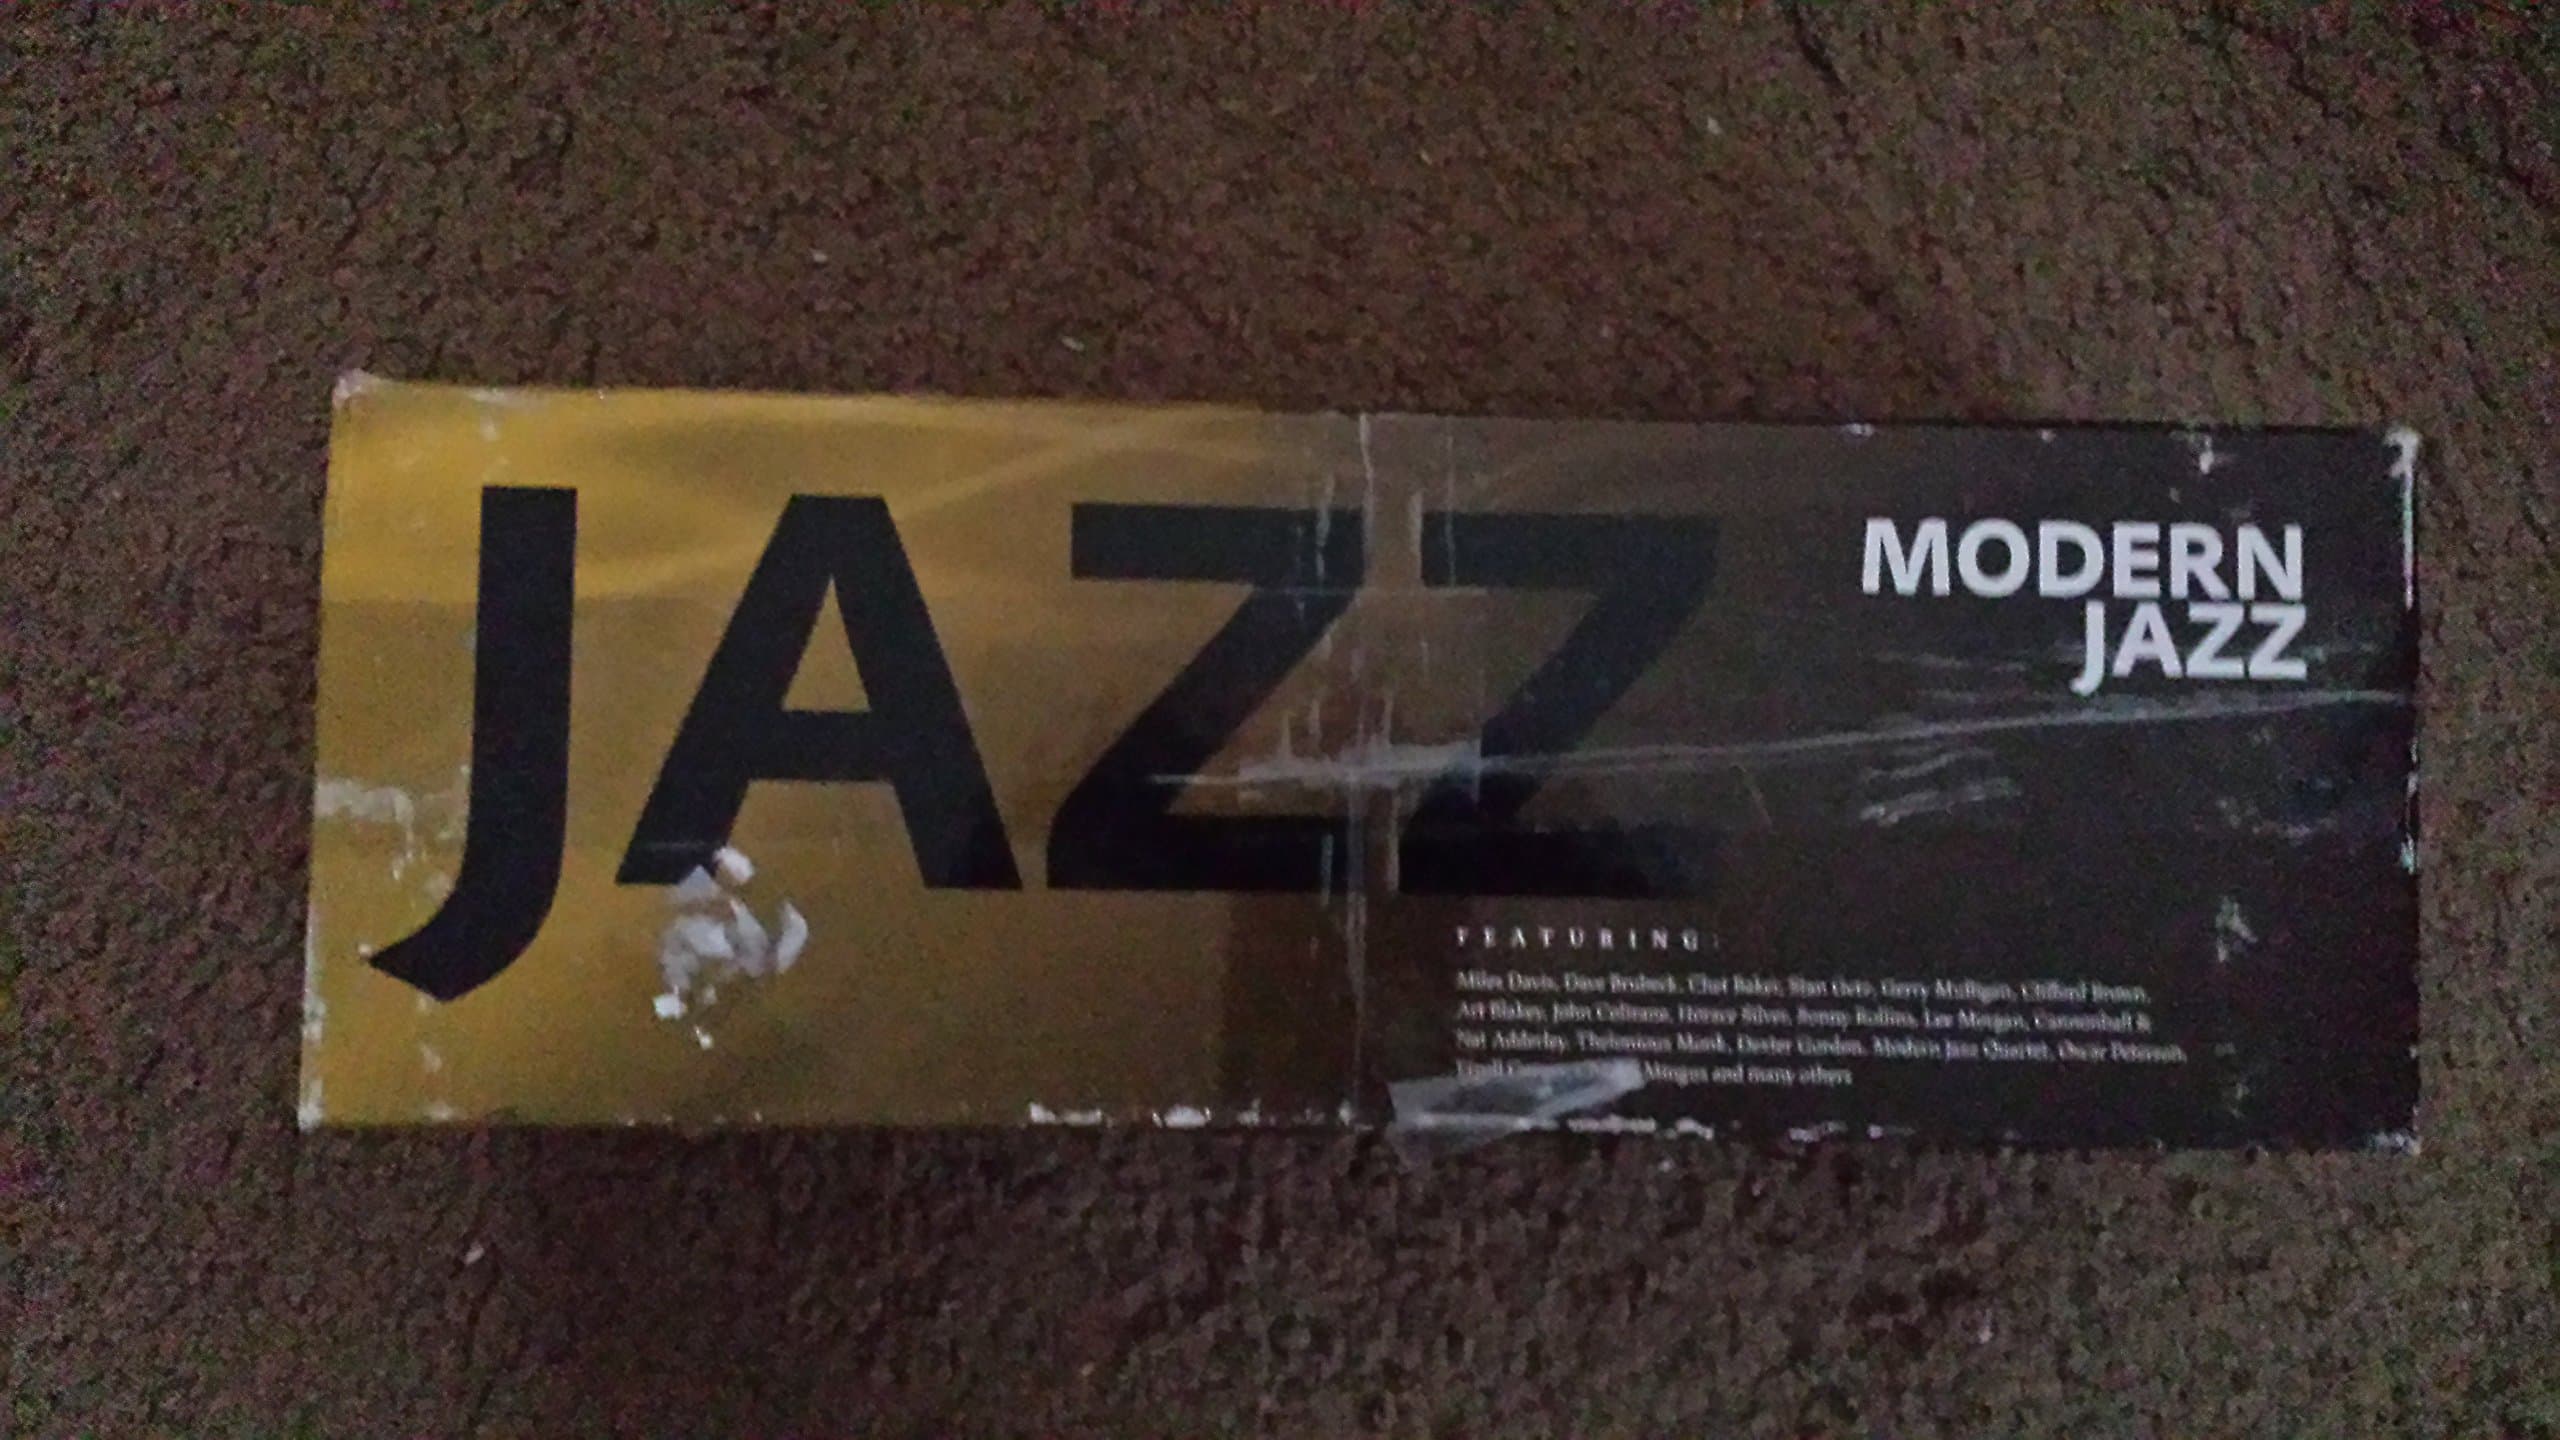 JAZZ
MODERN
JAZZ
FEATURING:
Miles Davis, Dave Brubeck, Chet Baker, Stan Getz, Gerry Mulligan, Clifford Brown,
Art Blakey, John Coltrane, Horace Silver, Sonny Rollins, Lee Morgan, Cannonball &
Nat Adderley, Thelonious Monk, Dexter Gordon, Modern Jazz Quartet, Oscar Peterson,
Mingus and many others